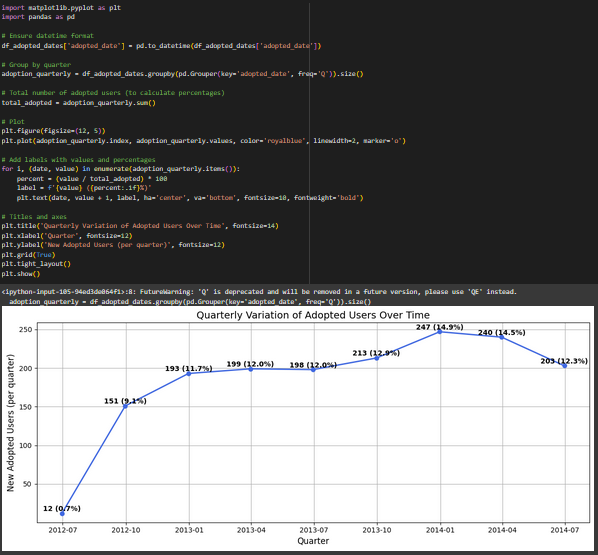 import matplotlib.pyplot as plt
import pandas as pd
# Ensure datetime format
df_adopted_dates['adopted_date'] = pd.to_datetime(df_adopted_dates['adopted_date'])
# Group by quarter
adoption_quarterly = df_adopted_dates.groupby(pd.Grouper(key='adopted_date', freq='Q')).size()
# Total number of adopted users (to calculate percentages)
total_adopted = adoption_quarterly.sum()
# Plot
plt.figure(figsize=(12, 5))
plt.plot(adoption_quarterly.index, adoption_quarterly.values, color='royalblue', linewidth=2, marker='o')
# Add labels with values and percentages
for i, (date, value) in enumerate(adoption_quarterly.items()):
percent = (value / total_adopted) * 100
label = f'{value} ({percent:.1f}%)'
plt.text(date, value + 1, label, ha='center', va='bottom', fontsize=10, fontweight='bold')
# Titles and axes
plt.title('Quarterly Variation of Adopted Users Over Time', fontsize=14)
plt.xlabel('Quarter', fontsize=12)
plt.ylabel('New Adopted Users (per quarter)', fontsize=12)
plt.grid(True)
plt.tight_layout()
plt.show()
<ipython-input-105-94ed3de864f1>:8: FutureWarning: 'Q' is deprecated and will be removed in a future version, please use 'QE' instead.
adoption_quarterly = df_adopted_dates.groupby(pd.Grouper(key='adopted_date', freq='Q')).size()
Quarterly Variation of Adopted Users Over Time
New Adopted Users (per quarter)
250
200
150
100
50
12 (0.7%)
151 (9.1%)
193 (11.7%)
199 (12.0%)
198 (12.0%)
213 (12.9%)
247 (14.9%)
240 (14.5%)
203 (12.3%)
2012-07 2012-10 2013-01 2013-04 2013-07 2013-10 2014-01 2014-04 2014-07
Quarter